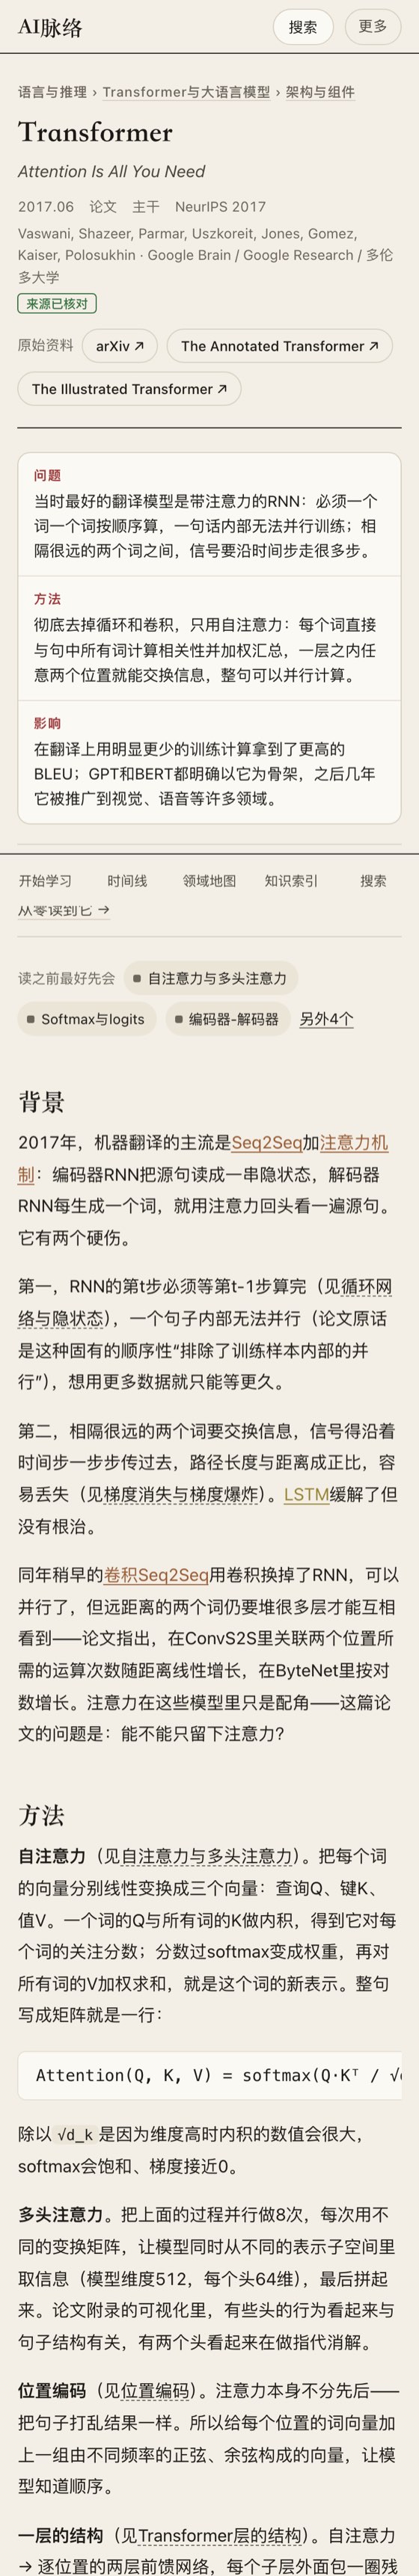 AI脉络
搜索
更多
语言与推理 › Transformer与大语言模型 › 架构与组件
Transformer
Attention Is All You Need
2017.06 论文 主干 NeurIPS 2017
Vaswani, Shazeer, Parmar, Uszkoreit, Jones, Gomez,
Kaiser, Polosukhin · Google Brain / Google Research / 多伦
多大学
来源已核对
原始资料 arXiv ↗ The Annotated Transformer ↗
The Illustrated Transformer ↗
问题
当时最好的翻译模型是带注意力的RNN：必须一个
词一个词按顺序算，一句话内部无法并行训练；相
隔很远的两个词之间，信号要沿时间步走很多步。
方法
彻底去掉循环和卷积，只用自注意力：每个词直接
与句中所有词计算相关性并加权汇总，一层之内任
意两个位置就能交换信息，整句可以并行计算。
影响
在翻译上用明显更少的训练计算拿到了更高的
BLEU；GPT和BERT都明确以它为骨架，之后几年
它被推广到视觉、语音等许多领域。
开始学习 时间线 领域地图 知识索引 搜索
从零读到它 →
读之前最好先会 自注意力与多头注意力
Softmax与logits 编码器-解码器 另外4个
背景
2017年，机器翻译的主流是Seq2Seq加注意力机
制：编码器RNN把源句读成一串隐状态，解码器
RNN每生成一个词，就用注意力回头看一遍源句。
它有两个硬伤。
第一，RNN的第t步必须等第t-1步算完（见循环网
络与隐状态），一个句子内部无法并行（论文原话
是这种固有的顺序性“排除了训练样本内部的并
行”），想用更多数据就只能等更久。
第二，相隔很远的两个词要交换信息，信号得沿着
时间步一步步传过去，路径长度与距离成正比，容
易丢失（见梯度消失与梯度爆炸）。LSTM缓解了但
没有根治。
同年稍早的卷积Seq2Seq用卷积换掉了RNN，可以
并行了，但远距离的两个词仍要堆很多层才能互相
看到——论文指出，在ConvS2S里关联两个位置所
需的运算次数随距离线性增长，在ByteNet里按对
数增长。注意力在这些模型里只是配角——这篇论
文的问题是：能不能只留下注意力？
方法
自注意力（见自注意力与多头注意力）。把每个词
的向量分别线性变换成三个向量：查询Q、键K、
值V。一个词的Q与所有词的K做内积，得到它对每
个词的关注分数；分数过softmax变成权重，再对
所有词的V加权求和，就是这个词的新表示。整句
写成矩阵就是一行：
Attention(Q, K, V) = softmax(Q·Kᵀ / √
除以 √d_k 是因为维度高时内积的数值会很大，
softmax会饱和、梯度接近0。
多头注意力。把上面的过程并行做8次，每次用不
同的变换矩阵，让模型同时从不同的表示子空间里
取信息（模型维度512，每个头64维），最后拼起
来。论文附录的可视化里，有些头的行为看起来与
句子结构有关，有两个头看起来在做指代消解。
位置编码（见位置编码）。注意力本身不分先后——
把句子打乱结果一样。所以给每个位置的词向量加
上一组由不同频率的正弦、余弦构成的向量，让模
型知道顺序。
一层的结构（见Transformer层的结构）。自注意力
→ 逐位置的两层前馈网络，每个子层外面包一圈残